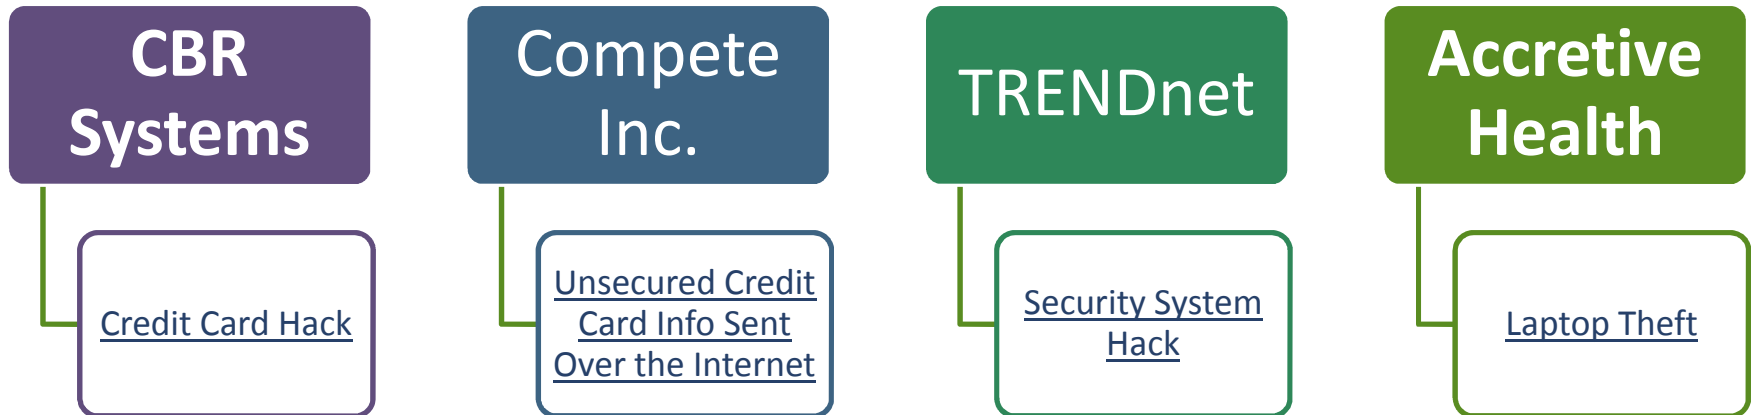 CBR
Systems
Compete
Inc.
TRENDnet
Accretive
Health
Credit Card Hack
Unsecured Credit
Card Info Sent
Over the Internet
Security System
Hack
Laptop Theft